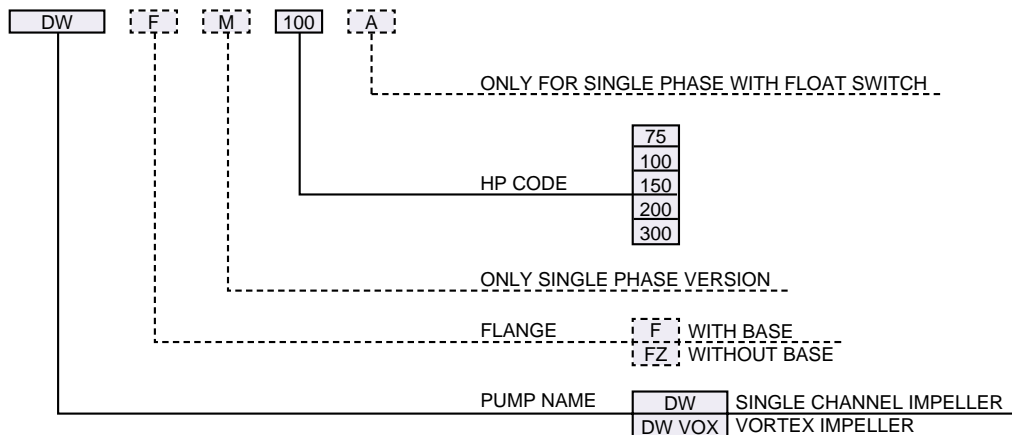 DW F M 100 A
ONLY FOR SINGLE PHASE WITH FLOAT SWITCH
75
100
HP CODE 150
200
300
ONLY SINGLE PHASE VERSION
FLANGE F WITH BASE
FZ WITHOUT BASE
PUMP NAME DW SINGLE CHANNEL IMPELLER
DW VOX VORTEX IMPELLER